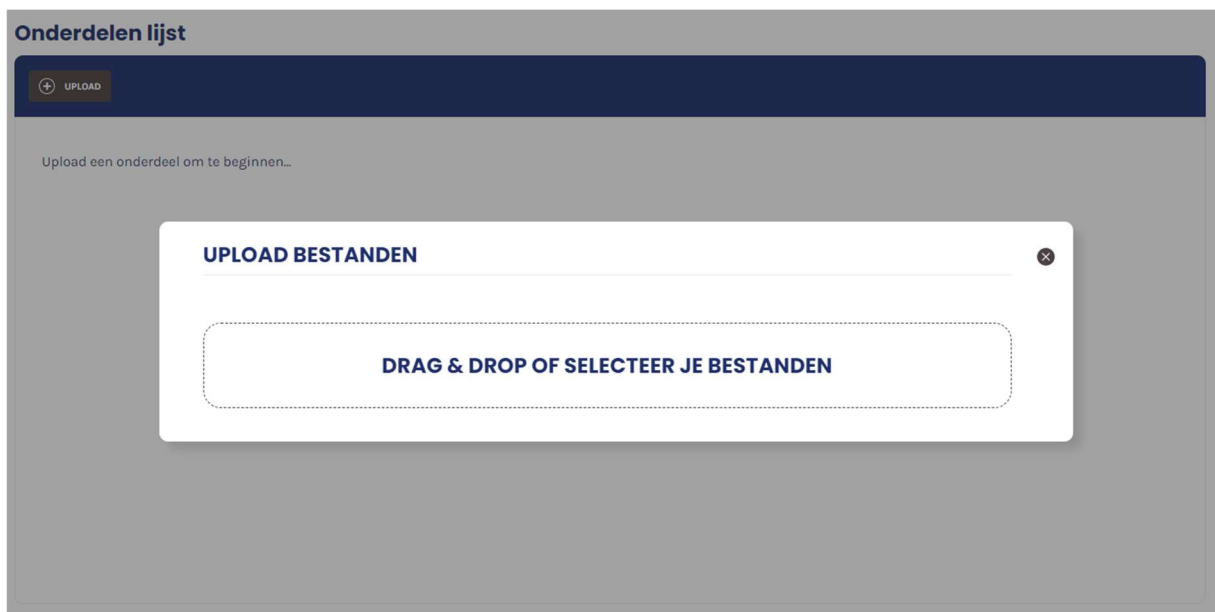 Onderdelen lijst
UPLOAD
Upload een onderdeel om te beginnen...
UPLOAD BESTANDEN
DRAG & DROP OF SELECTEER JE BESTANDEN